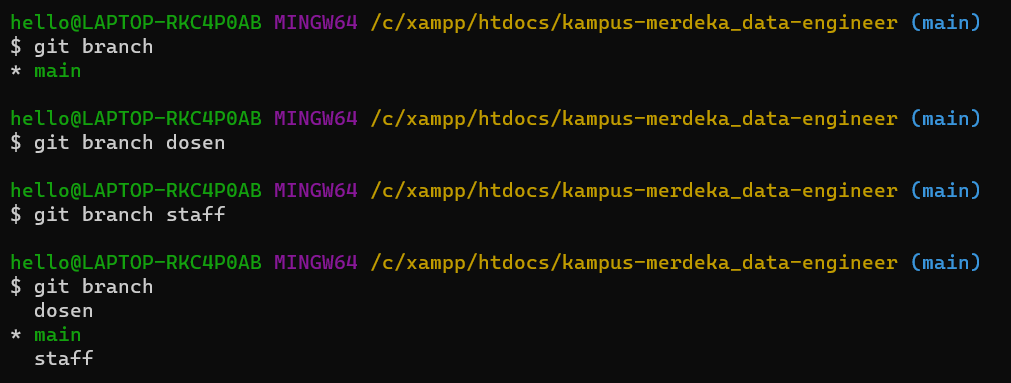 hello@LAPTOP-RKC4P0AB MINGW64 /c/xampp/htdocs/kampus-merdeka_data-engineer (main)
$ git branch
* main
hello@LAPTOP-RKC4P0AB MINGW64 /c/xampp/htdocs/kampus-merdeka_data-engineer (main)
$ git branch dosen
hello@LAPTOP-RKC4P0AB MINGW64 /c/xampp/htdocs/kampus-merdeka_data-engineer (main)
$ git branch staff
hello@LAPTOP-RKC4P0AB MINGW64 /c/xampp/htdocs/kampus-merdeka_data-engineer (main)
$ git branch
  dosen
* main
  staff